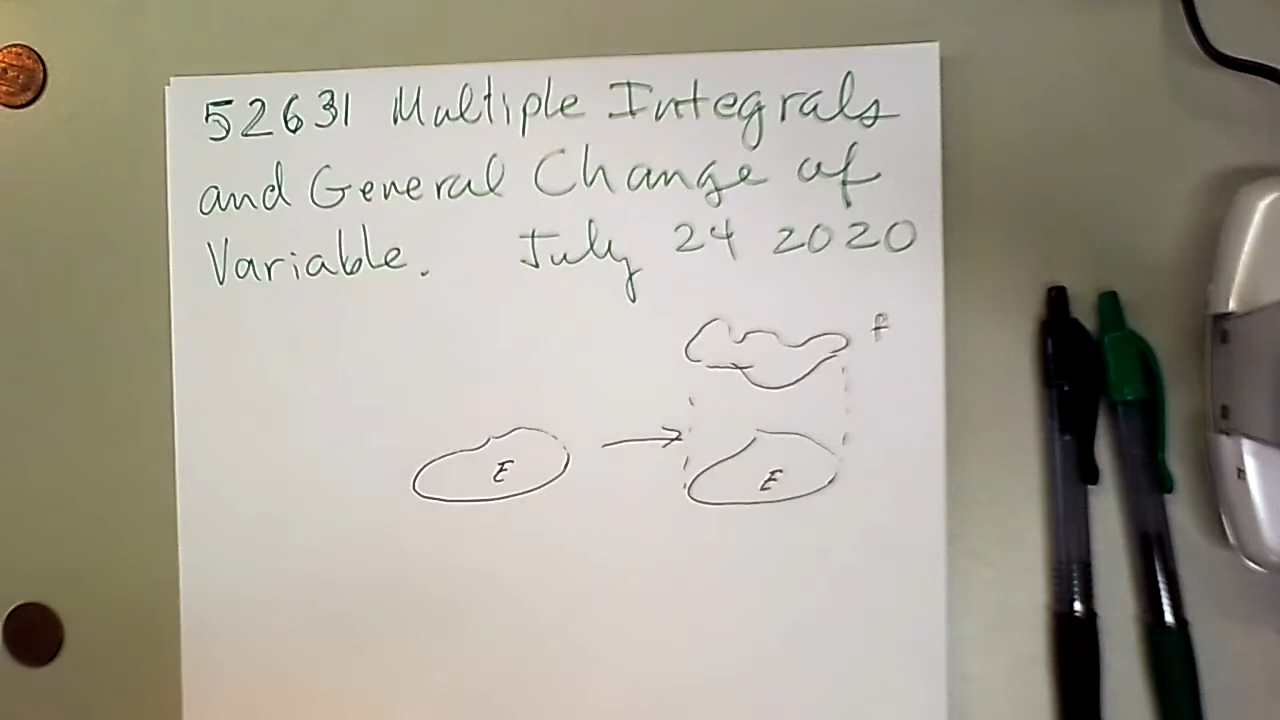 52631 Multiple Integrals
and General Change of
Variable. July 24 2020
f
E
E